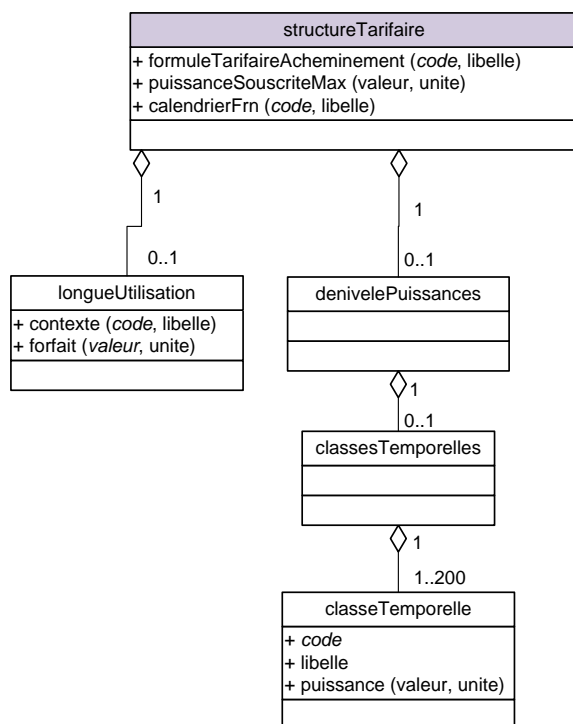 structureTarifaire
+ formuleTarifaireAcheminement (code, libelle)
+ puissanceSouscriteMax (valeur, unite)
+ calendrierFrn (code, libelle)
1
1
0..1
0..1
longueUtilisation
+ contexte (code, libelle)
+ forfait (valeur, unite)
denivelePuissances
1
0..1
classesTemporelles
1
1..200
classeTemporelle
+ code
+ libelle
+ puissance (valeur, unite)